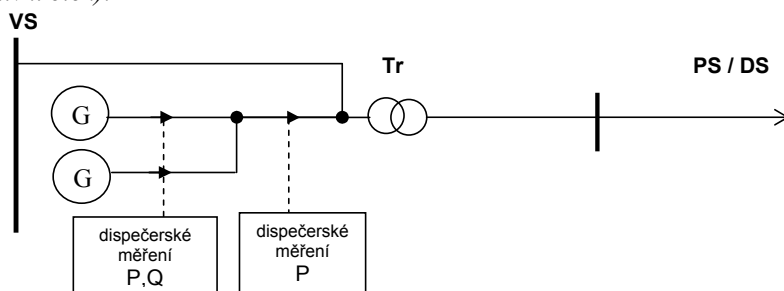 VS
Tr
PS / DS
G
G
dispečerské
měření
P,Q
dispečerské
měření
P